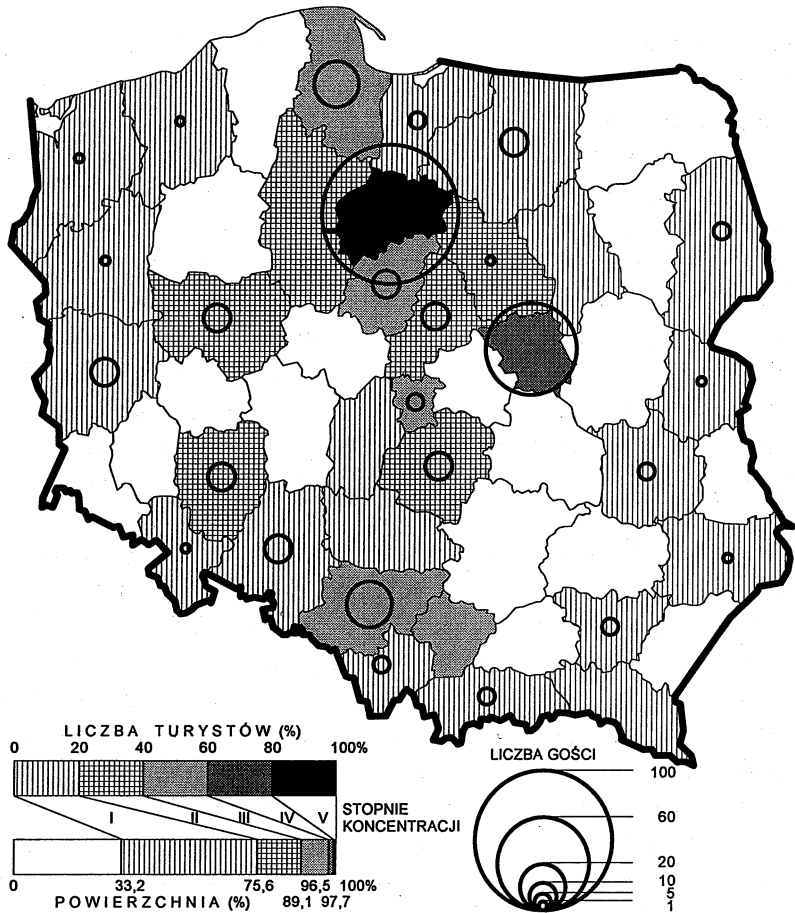 LICZBA TURYSTÓW (%)
0 20 40 60 80 100%
I II III IV V
STOPNIE
KONCENTRACJI
0 33,2 75,6 96,5 100%
POWIERZCHNIA (%) 89,1 97,7
LICZBA GOŚCI
100
60
20
10
5
1